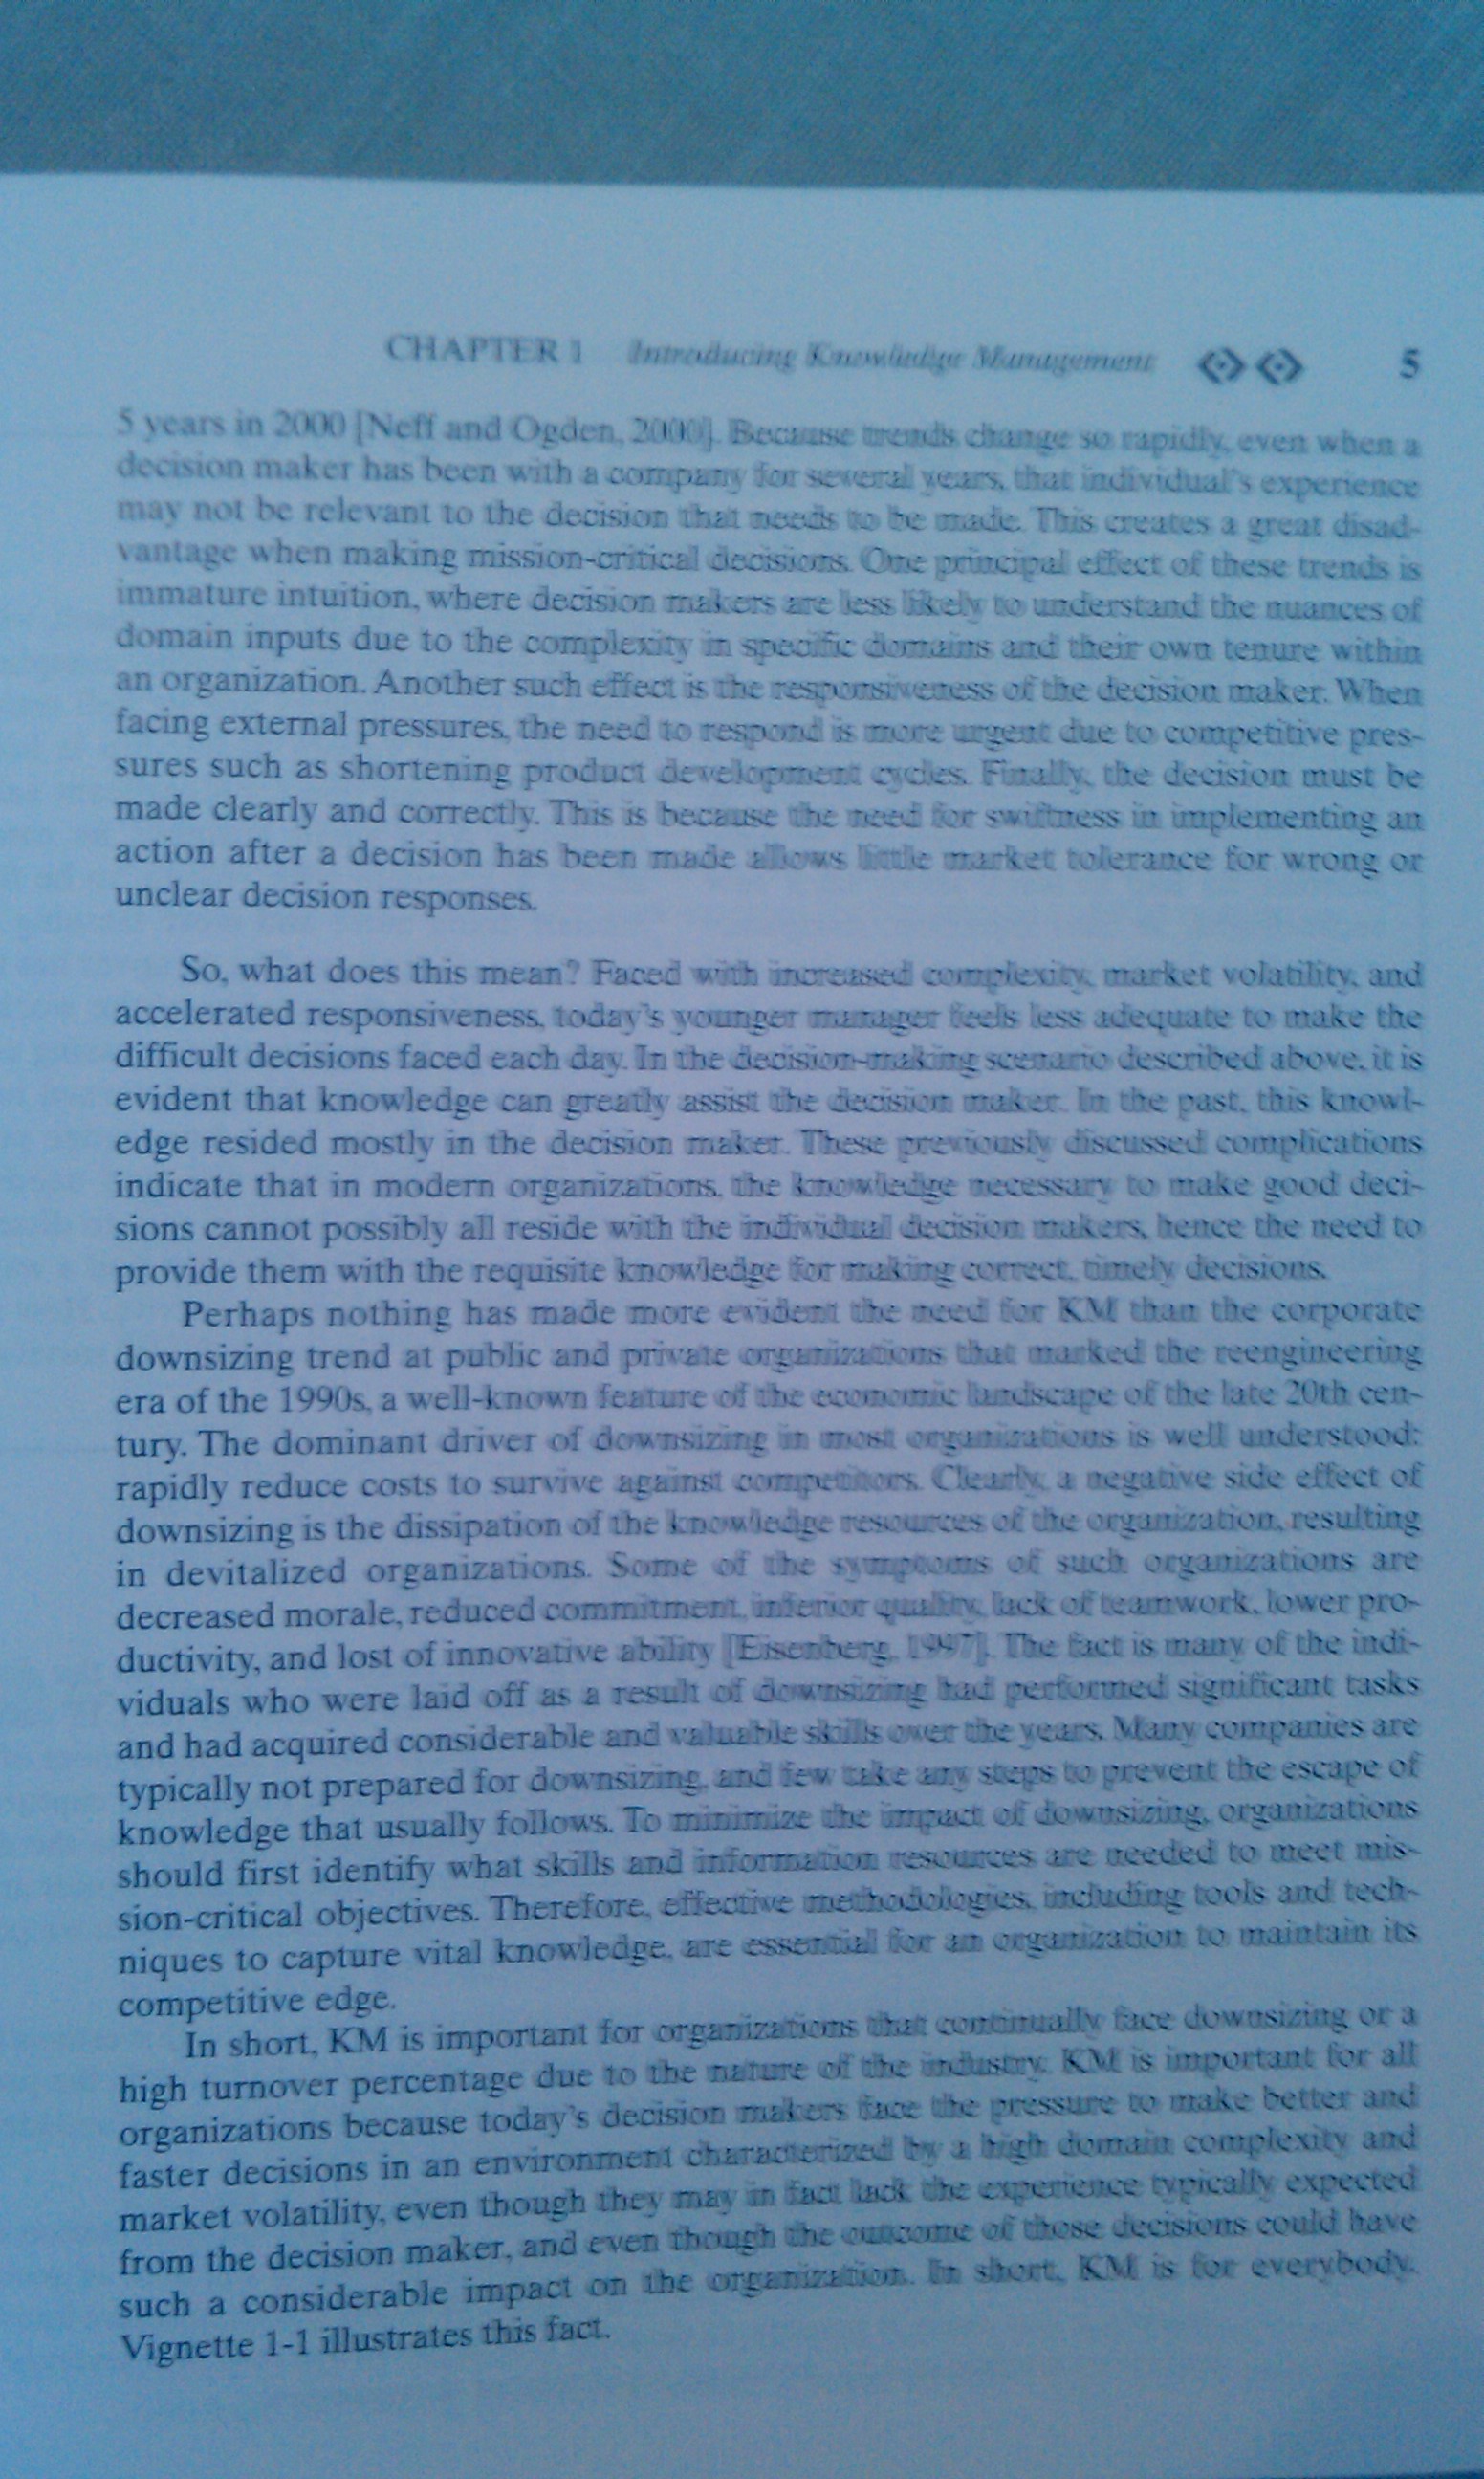 CHAPTER 1 Introducing Knowledge Management 5
5 years in 2000 [Neff and Ogden, 2000]. Because trends change so rapidly, even when a
decision maker has been with a company for several years, that individual's experience
may not be relevant to the decision that needs to be made. This creates a great disad-
vantage when making mission-critical decisions. One principal effect of these trends is
immature intuition, where decision makers are less likely to understand the nuances of
domain inputs due to the complexity in specific domains and their own tenure within
an organization. Another such effect is the responsiveness of the decision maker. When
facing external pressures, the need to respond is more urgent due to competitive pres-
sures such as shortening product development cycles. Finally, the decision must be
made clearly and correctly. This is because the need for swiftness in implementing an
action after a decision has been made allows little market tolerance for wrong or
unclear decision responses.
So, what does this mean? Faced with increased complexity, market volatility, and
accelerated responsiveness, today's younger manager feels less adequate to make the
difficult decisions faced each day. In the decision-making scenario described above, it is
evident that knowledge can greatly assist the decision maker. In the past, this knowl-
edge resided mostly in the decision maker. These previously discussed complications
indicate that in modern organizations, the knowledge necessary to make good deci-
sions cannot possibly all reside with the individual decision makers, hence the need to
provide them with the requisite knowledge for making correct, timely decisions.
Perhaps nothing has made more evident the need for KM than the corporate
downsizing trend at public and private organizations that marked the reengineering
era of the 1990s, a well-known feature of the economic landscape of the late 20th cen-
tury. The dominant driver of downsizing in most organizations is well understood:
rapidly reduce costs to survive against competitors. Clearly, a negative side effect of
downsizing is the dissipation of the knowledge resources of the organization, resulting
in devitalized organizations. Some of the symptoms of such organizations are
decreased morale, reduced commitment, inferior quality, lack of teamwork, lower pro-
ductivity, and lost of innovative ability [Eisenberg, 1997]. The fact is many of the indi-
viduals who were laid off as a result of downsizing had performed significant tasks
and had acquired considerable and valuable skills over the years. Many companies are
typically not prepared for downsizing, and few take any steps to prevent the escape of
knowledge that usually follows. To minimize the impact of downsizing, organizations
should first identify what skills and information resources are needed to meet mis-
sion-critical objectives. Therefore, effective methodologies, including tools and tech-
niques to capture vital knowledge, are essential for an organization to maintain its
competitive edge.
In short, KM is important for organizations that continually face downsizing or a
high turnover percentage due to the nature of the industry. KM is important for all
organizations because today's decision makers face the pressure to make better and
faster decisions in an environment characterized by a high domain complexity and
market volatility, even though they may in fact lack the experience typically expected
from the decision maker, and even though the outcome of those decisions could have
such a considerable impact on the organization. In short, KM is for everybody.
Vignette 1-1 illustrates this fact.